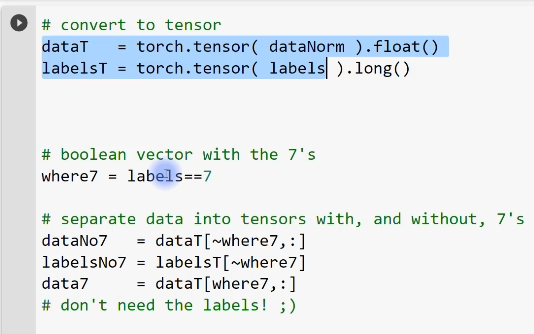 # convert to tensor
dataT   = torch.tensor( dataNorm ).float()
labelsT = torch.tensor( labels ).long()
# boolean vector with the 7's
where7 = labels==7
# separate data into tensors with, and without, 7's
dataNo7   = dataT[~where7,:]
labelsNo7 = labelsT[~where7]
data7     = dataT[where7,:]
# don't need the labels! ;)